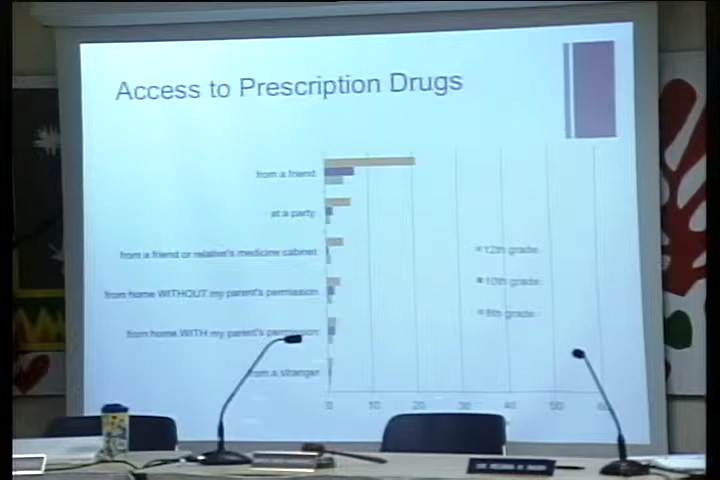 Access to Prescription Drugs
from a friend
at a party
from a friend or relative's medicine cabinet
from home WITHOUT my parent's permission
from home WITH my parent's permission
from a stranger
12th grade
10th grade
8th grade
0 10 20 30 40 50